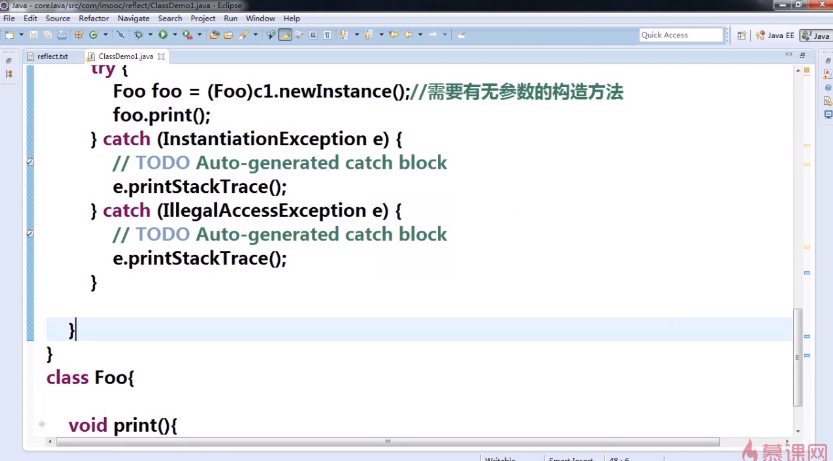 Java - coreJava/src/com/imooc/reflect/ClassDemo1.java - Eclipse
File Edit Source Refactor Navigate Search Project Run Window Help
Quick Access
Java EE
Java
reflect.txt
ClassDemo1.java
try {
Foo foo = (Foo)c1.newInstance();//需要有无参数的构造方法
foo.print();
} catch (InstantiationException e) {
// TODO Auto-generated catch block
e.printStackTrace();
} catch (IllegalAccessException e) {
// TODO Auto-generated catch block
e.printStackTrace();
}
}
}
class Foo{
void print(){
Writable Smart Insert 48 : 6
慕课网